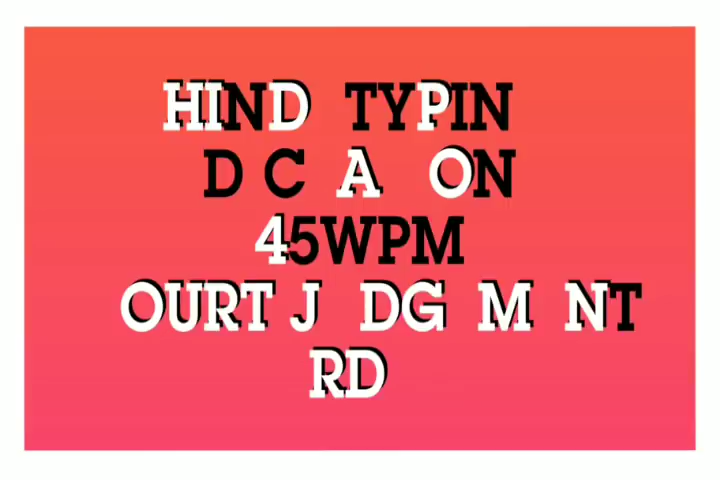 HIND TYPIN
D C A ON
45WPM
OURT J DG M NT
RD